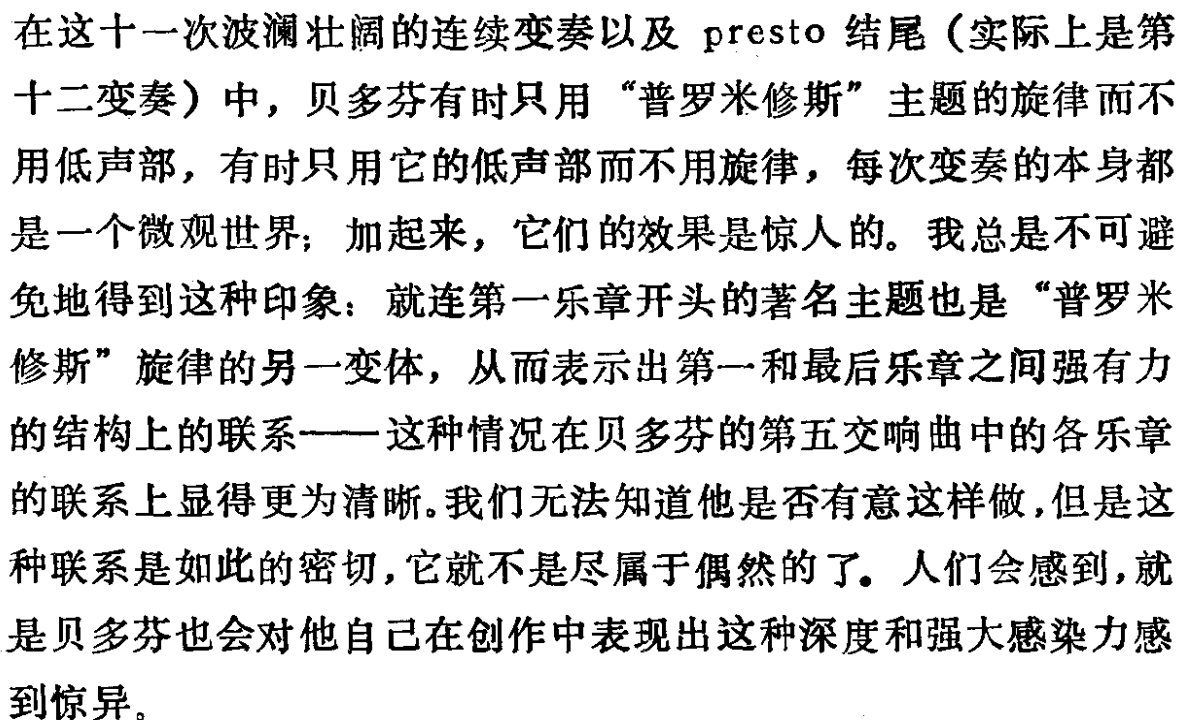 在这十一次波澜壮阔的连续变奏以及 presto 结尾（实际上是第
十二变奏）中，贝多芬有时只用“普罗米修斯”主题的旋律而不
用低声部，有时只用它的低声部而不用旋律，每次变奏的本身都
是一个微观世界；加起来，它们的效果是惊人的。我总是不可避
免地得到这种印象：就连第一乐章开头的著名主题也是“普罗米
修斯”旋律的另一变体，从而表示出第一和最后乐章之间强有力
的结构上的联系——这种情况在贝多芬的第五交响曲中的各乐章
的联系上显得更为清晰。我们无法知道他是否有意这样做，但是这
种联系是如此的密切，它就不是尽属于偶然的了。人们会感到，就
是贝多芬也会对他自己在创作中表现出这种深度和强大感染力感
到惊异。